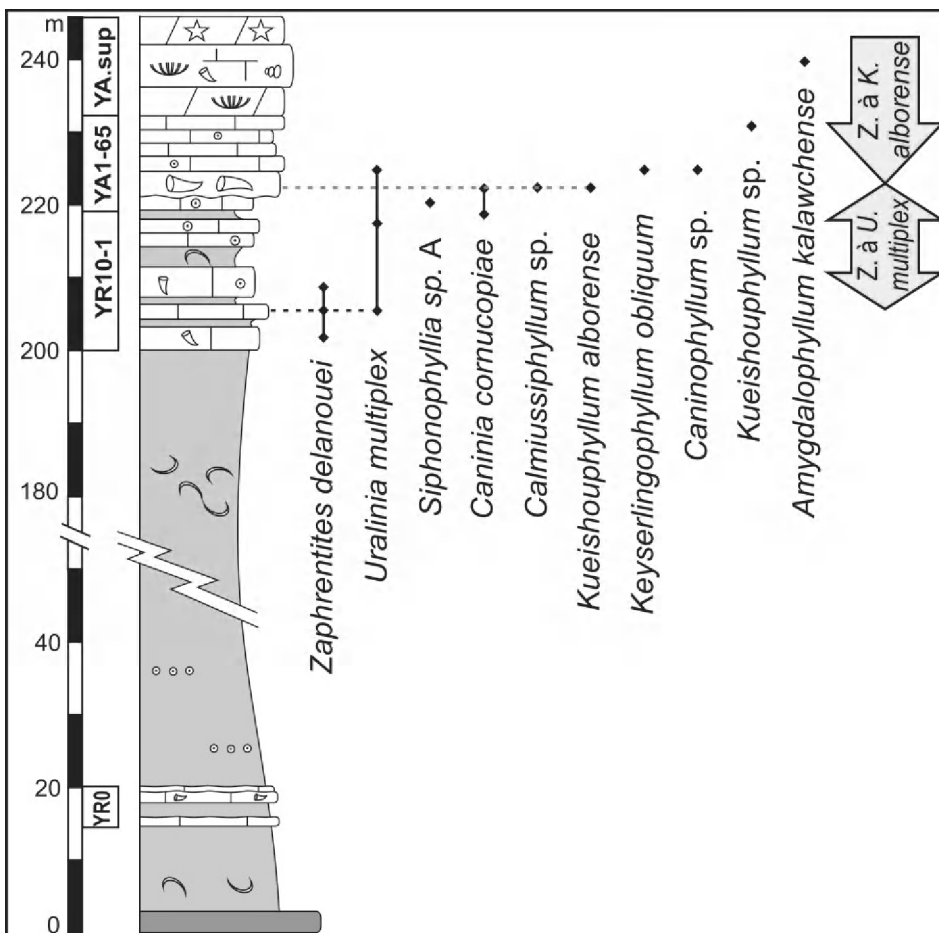 m
240
220
200
180
40
20
0
YA.sup
YA1-65
YR10-1
YR0
Zaphrentites delanouei
Uralinia multiplex
Siphonophyllia sp. A
Caninia cornucopiae
Calmiussiphyllum sp.
Kueishouphyllum alborense
Keyserlingophyllum obliquum
Caninophyllum sp.
Kueishouphyllum sp.
Amygdalophyllum kalawchense
Z. à K.
alborense
Z. à U.
multiplex